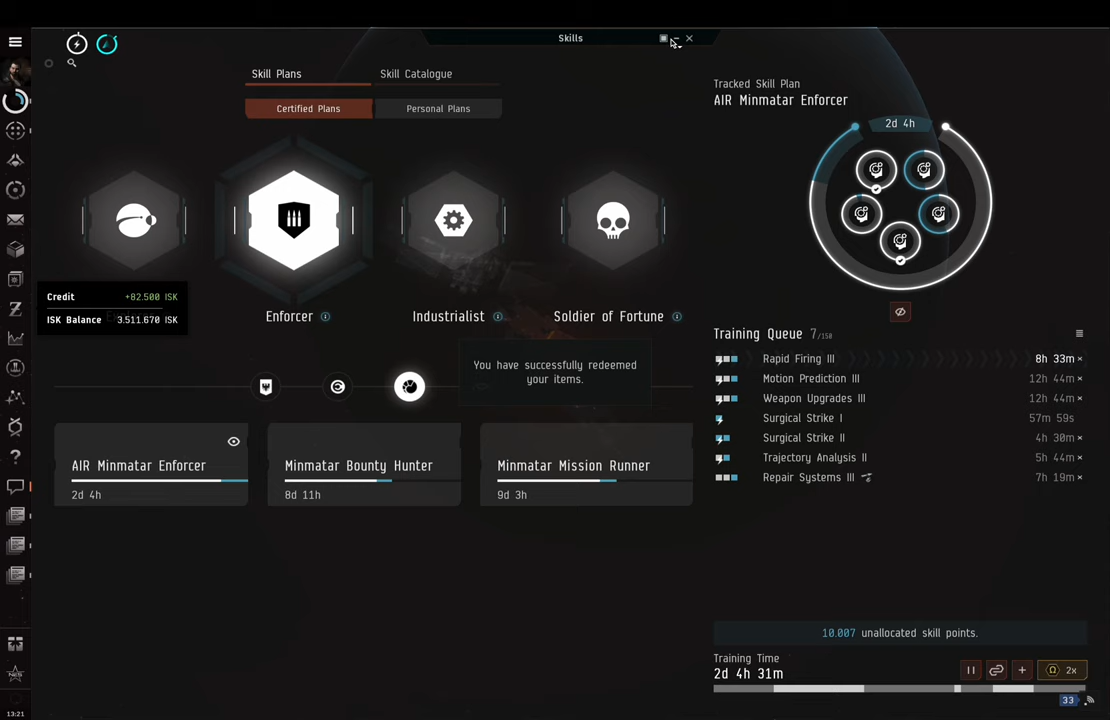 Skills
Skill Plans
Skill Catalogue
Certified Plans
Personal Plans
Tracked Skill Plan
AIR Minmatar Enforcer
2d 4h
Credit +82.500 ISK
ISK Balance 3.511.670 ISK
Enforcer
Industrialist
Soldier of Fortune
You have successfully redeemed
your items.
AIR Minmatar Enforcer
2d 4h
Minmatar Bounty Hunter
8d 11h
Minmatar Mission Runner
9d 3h
Training Queue 7/150
Rapid Firing III 8h 33m ×
Motion Prediction III 12h 44m ×
Weapon Upgrades III 12h 44m ×
Surgical Strike I 57m 59s
Surgical Strike II 4h 30m ×
Trajectory Analysis II 5h 44m ×
Repair Systems III 7h 19m ×
10.007 unallocated skill points.
Training Time
2d 4h 31m
2x
33
NES
13:21